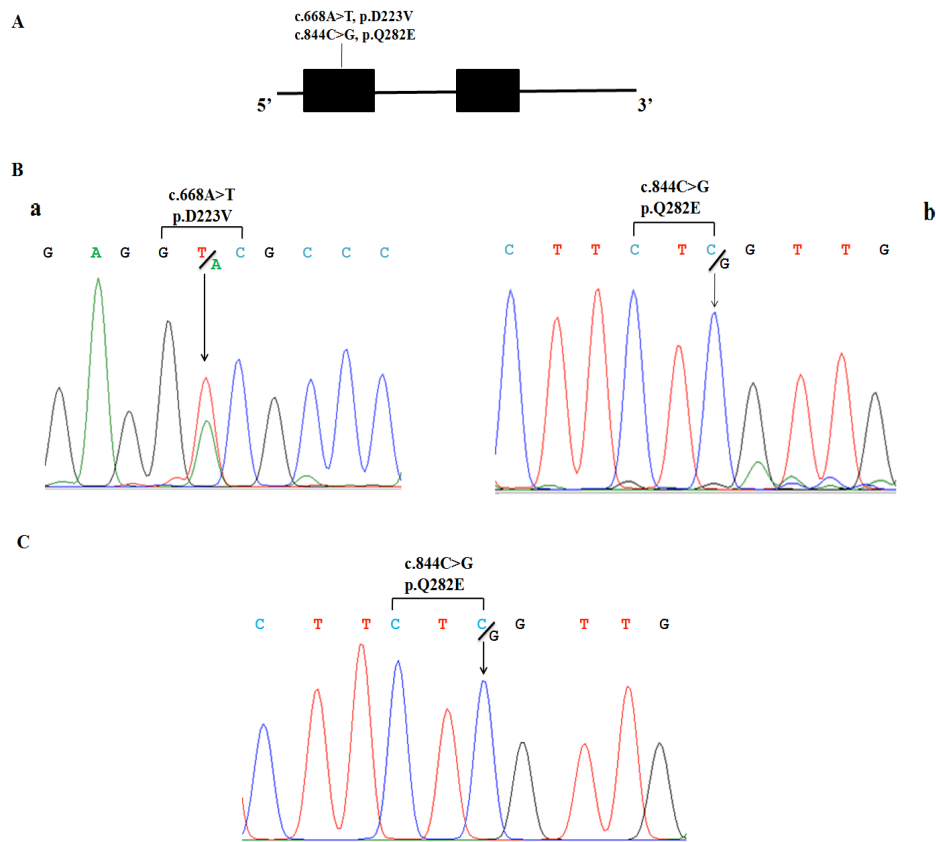 A
c.668A>T, p.D223V
c.844C>G, p.Q282E
5’
3’
B
a
c.668A>T
p.D223V
G A G G T/A C G C C C
c.844C>G
p.Q282E
b
C T T C T C/G G T T G
C
c.844C>G
p.Q282E
C T T C T C/G G T T G